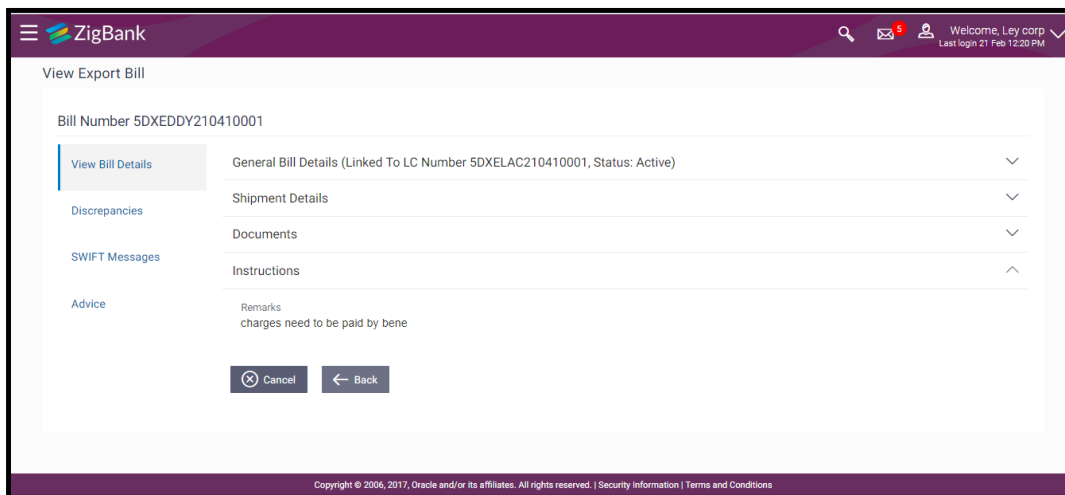 ZigBank
5
Welcome, Ley corp
Last login 21 Feb 12:20 PM
View Export Bill
Bill Number 5DXEDDY210410001
View Bill Details
Discrepancies
SWIFT Messages
Advice
General Bill Details (Linked To LC Number 5DXELAC210410001, Status: Active)
Shipment Details
Documents
Instructions
Remarks
charges need to be paid by bene
Cancel
Back
Copyright © 2006, 2017, Oracle and/or its affiliates. All rights reserved. | Security Information | Terms and Conditions